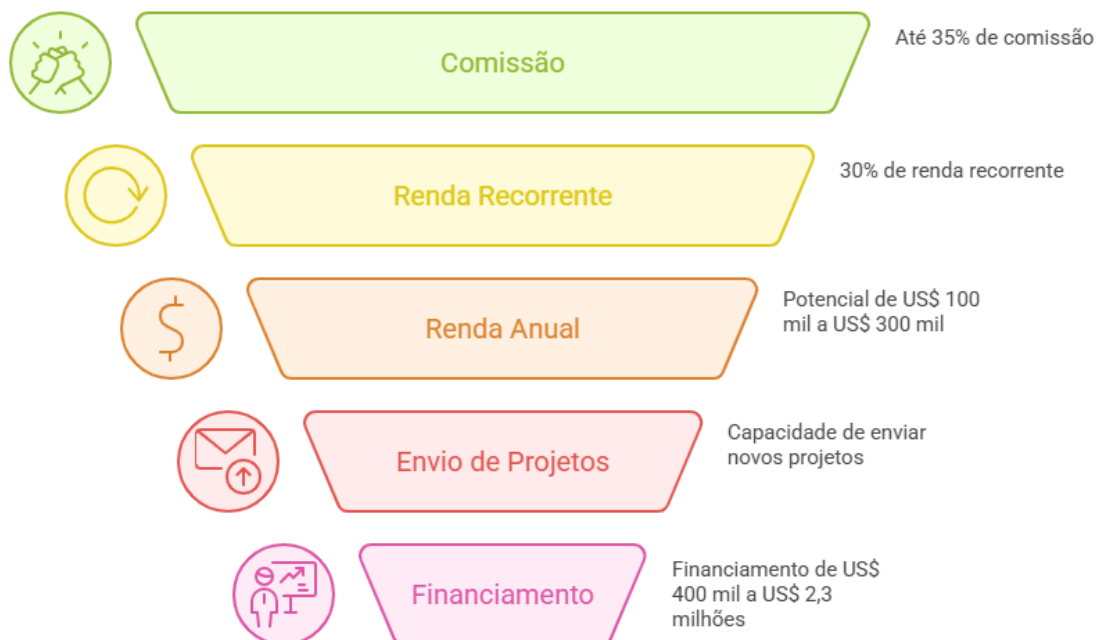 Comissão
Até 35% de comissão
Renda Recorrente
30% de renda recorrente
Renda Anual
Potencial de US$ 100
mil a US$ 300 mil
Envio de Projetos
Capacidade de enviar
novos projetos
Financiamento
Financiamento de US$
400 mil a US$ 2,3
milhões